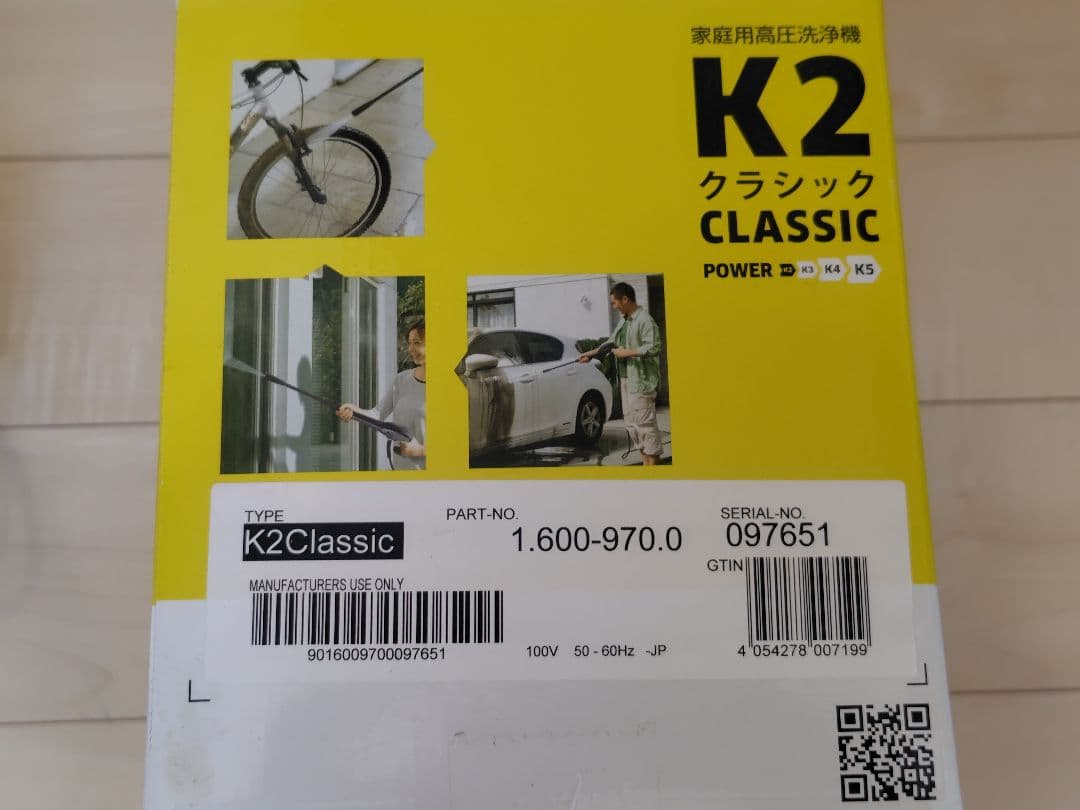 家庭用高圧洗浄機
K2
クラシック
CLASSIC
POWER K2 K3 K4 K5
TYPE
K2Classic
PART-NO.
1.600-970.0
SERIAL-NO.
097651
GTIN
MANUFACTURERS USE ONLY
9016009700097651
100V 50-60Hz -JP
4 054278 007199